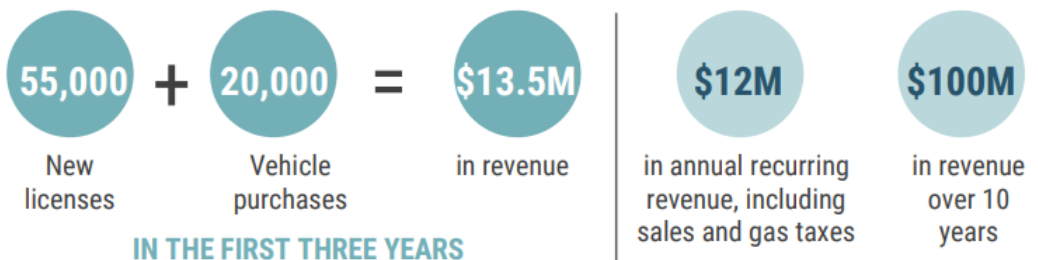 55,000 + 20,000 = $13.5M
New licenses
Vehicle purchases
in revenue
IN THE FIRST THREE YEARS
$12M
in annual recurring
revenue, including
sales and gas taxes
$100M
in revenue
over 10
years